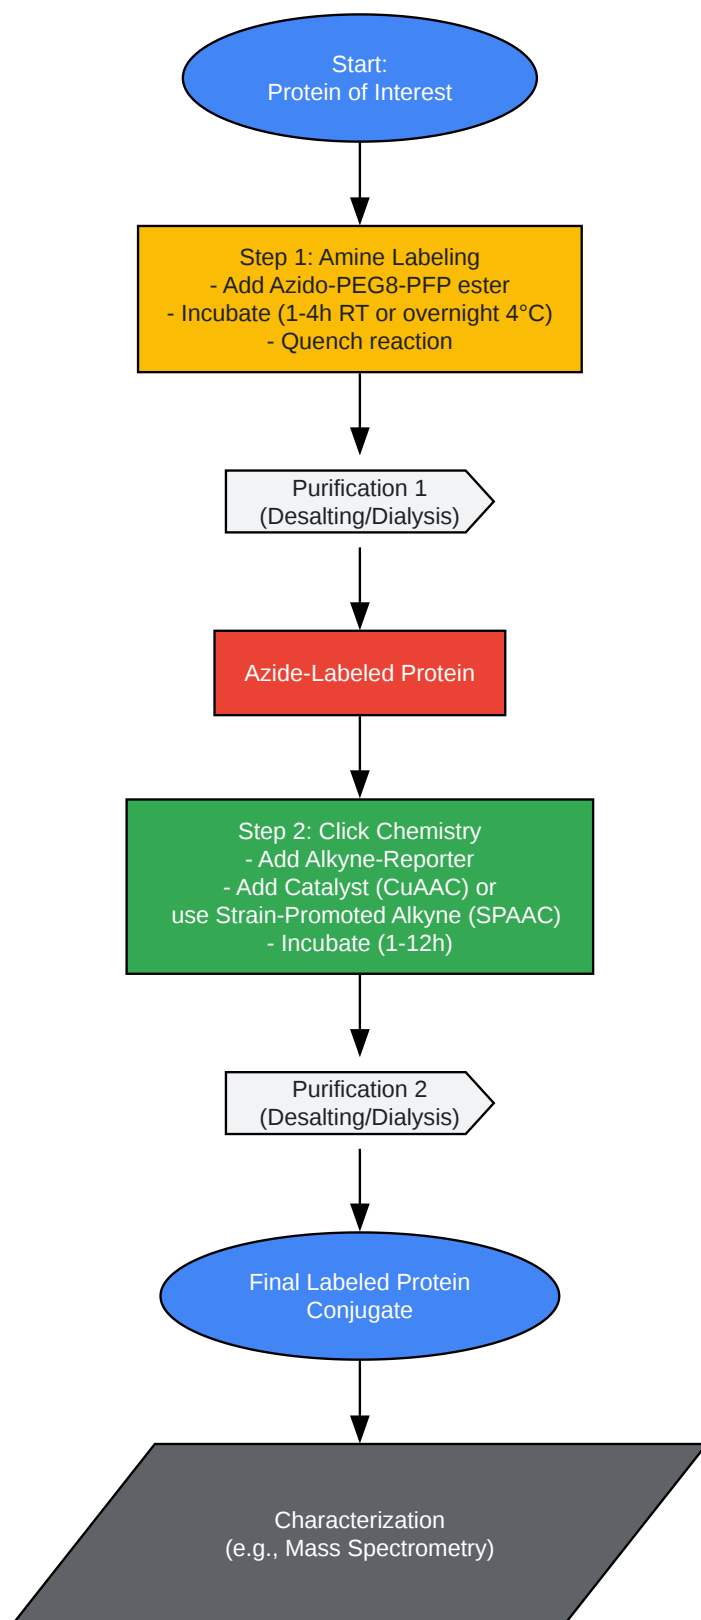 Start:
Protein of Interest
Step 1: Amine Labeling
- Add Azido-PEG8-PFP ester
- Incubate (1-4h RT or overnight 4°C)
- Quench reaction
Purification 1
(Desalting/Dialysis)
Azide-Labeled Protein
Step 2: Click Chemistry
- Add Alkyne-Reporter
- Add Catalyst (CuAAC) or
use Strain-Promoted Alkyne (SPAAC)
- Incubate (1-12h)
Purification 2
(Desalting/Dialysis)
Final Labeled Protein
Conjugate
Characterization
(e.g., Mass Spectrometry)